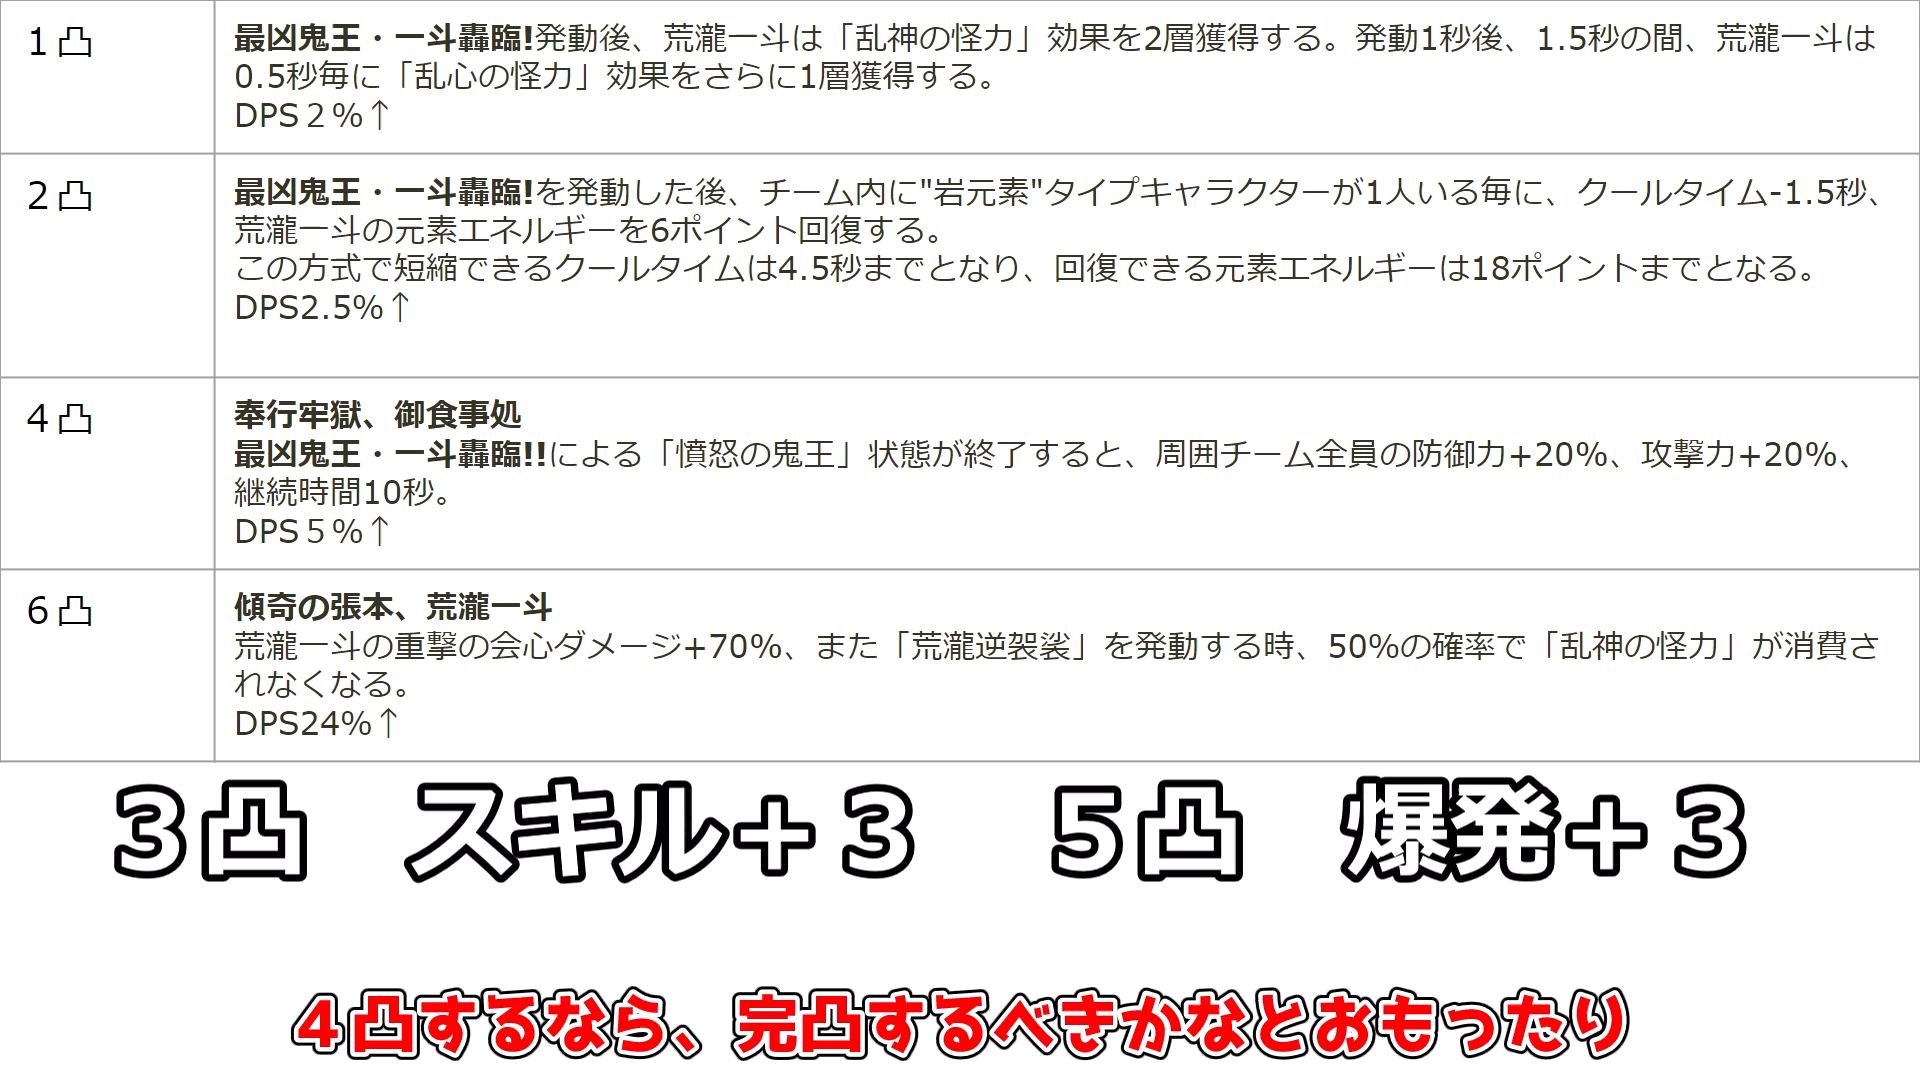 １凸
最凶鬼王・一斗轟臨!発動後、荒瀧一斗は「乱神の怪力」効果を2層獲得する。発動1秒後、1.5秒の間、荒瀧一斗は
0.5秒毎に「乱心の怪力」効果をさらに1層獲得する。
DPS２％↑
２凸
最凶鬼王・一斗轟臨!を発動した後、チーム内に"岩元素"タイプキャラクターが1人いる毎に、クールタイム-1.5秒、
荒瀧一斗の元素エネルギーを6ポイント回復する。
この方式で短縮できるクールタイムは4.5秒までとなり、回復できる元素エネルギーは18ポイントまでとなる。
DPS2.5%↑
４凸
奉行牢獄、御食事処
最凶鬼王・一斗轟臨!!による「憤怒の鬼王」状態が終了すると、周囲チーム全員の防御力+20%、攻撃力+20%、
継続時間10秒。
DPS５％↑
６凸
傾奇の張本、荒瀧一斗
荒瀧一斗の重撃の会心ダメージ+70%、また「荒瀧逆袈裟」を発動する時、50%の確率で「乱神の怪力」が消費さ
れなくなる。
DPS24%↑
３凸　スキル＋３　５凸　爆発＋３
４凸するなら、完凸するべきかなとおもったり